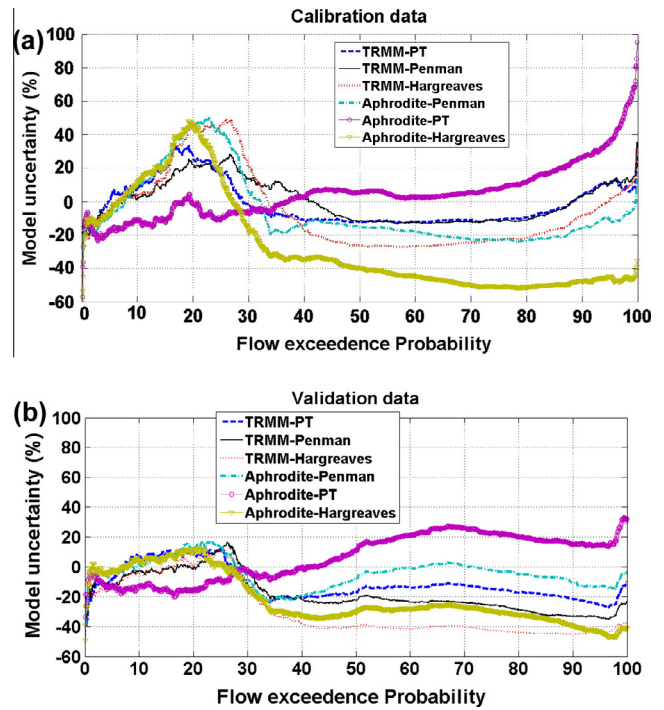 (a)
Calibration data
TRMM-PT
TRMM-Penman
TRMM-Hargreaves
Aphrodite-Penman
Aphrodite-PT
Aphrodite-Hargreaves
Model uncertainty (%)
100
80
60
40
20
0
-20
-40
-60
0 10 20 30 40 50 60 70 80 90 100
Flow exceedence Probability
(b)
Validation data
TRMM-PT
TRMM-Penman
TRMM-Hargreaves
Aphrodite-Penman
Aphrodite-PT
Aphrodite-Hargreaves
Model uncertainty (%)
100
80
60
40
20
0
-20
-40
-60
0 10 20 30 40 50 60 70 80 90 100
Flow exceedence Probability